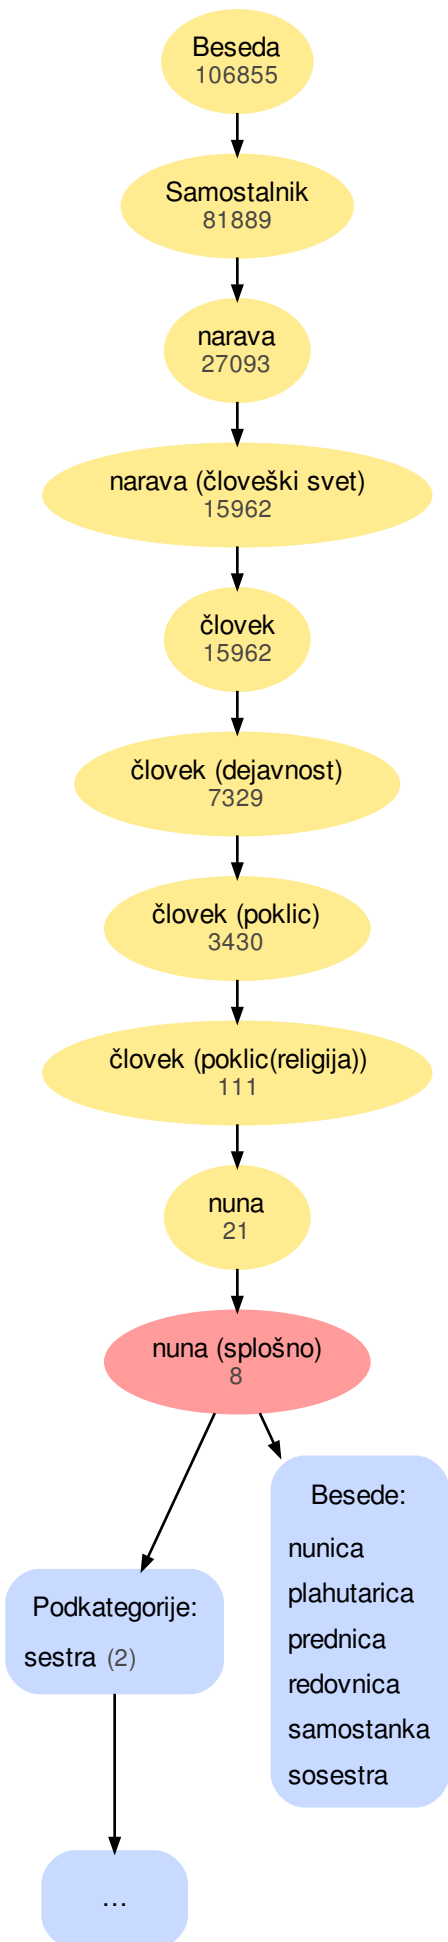 Beseda
106855
Samostalnik
81889
narava
27093
narava (človeški svet)
15962
človek
15962
človek (dejavnost)
7329
človek (poklic)
3430
človek (poklic(religija))
111
nuna
21
nuna (splošno)
8
Besede:
nunica
plahutarica
prednica
redovnica
samostanka
sosestra
Podkategorije:
sestra (2)
...